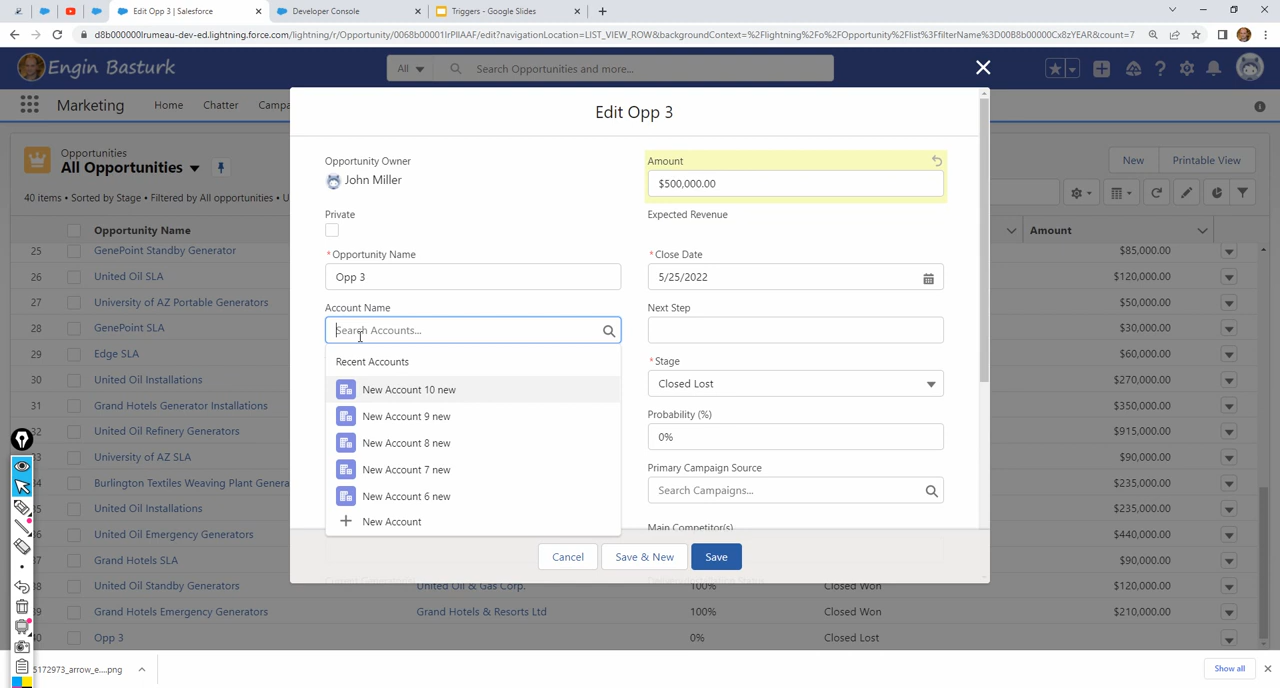 Edit Opp 3 | Salesforce
Developer Console
Triggers - Google Slides
d8b000000lrumeau-dev-ed.lightning.force.com/lightning/r/Opportunity/0068b00001IrPlIAAF/edit?navigationLocation=LIST_VIEW_ROW&backgroundContext=%2Flightning%2Fo%2FOpportunity%2Flist%3FfilterName%3D00B8b00000Cx8zYEAR&count=7
Engin Basturk
All
Search Opportunities and more...
Marketing
Home
Chatter
Campa
Opportunities
All Opportunities
New
Printable View
40 items • Sorted by Stage • Filtered by All opportunities • U
Opportunity Name
Amount
25 GenePoint Standby Generator $85,000.00
26 United Oil SLA $120,000.00
27 University of AZ Portable Generators $50,000.00
28 GenePoint SLA $30,000.00
29 Edge SLA $60,000.00
30 United Oil Installations $270,000.00
31 Grand Hotels Generator Installations $350,000.00
32 United Oil Refinery Generators $915,000.00
University of AZ SLA $90,000.00
Burlington Textiles Weaving Plant Genera $235,000.00
United Oil Installations $235,000.00
United Oil Emergency Generators $440,000.00
37 Grand Hotels SLA $90,000.00
38 United Oil Standby Generators United Oil & Gas Corp. 100% Closed Won $120,000.00
39 Grand Hotels Emergency Generators Grand Hotels & Resorts Ltd 100% Closed Won $210,000.00
40 Opp 3 0% Closed Lost
Edit Opp 3
Opportunity Owner
John Miller
Amount
$500,000.00
Private
Expected Revenue
*Opportunity Name
Opp 3
*Close Date
5/25/2022
Account Name
Search Accounts...
Next Step
Recent Accounts
New Account 10 new
New Account 9 new
New Account 8 new
New Account 7 new
New Account 6 new
New Account
*Stage
Closed Lost
Probability (%)
0%
Primary Campaign Source
Search Campaigns...
Main Competitor(s)
Cancel
Save & New
Save
5172973_arrow_e....png
Show all